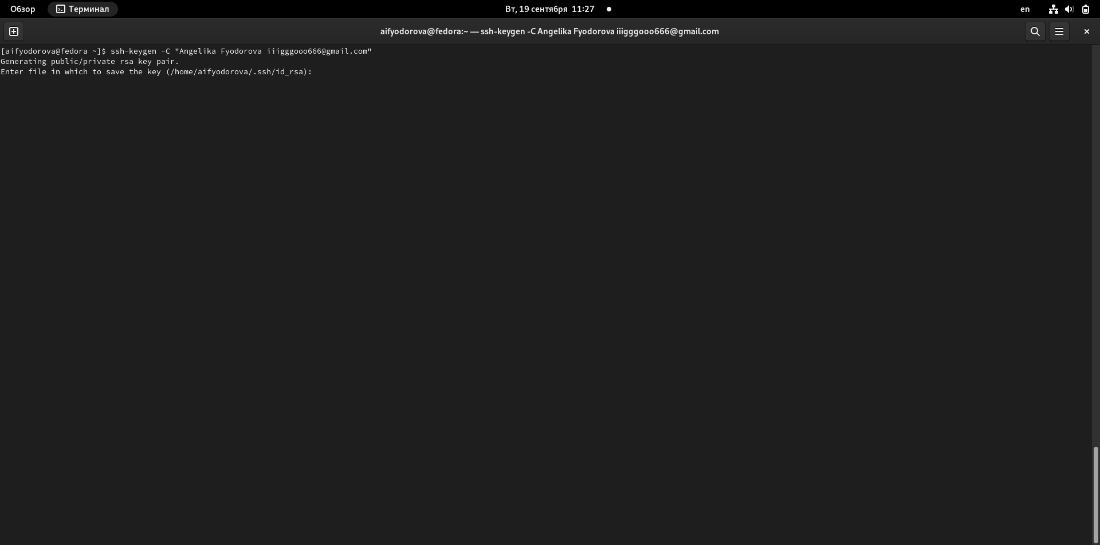 Обзор Терминал Вт, 19 сентября 11:27 en
aifyodorova@fedora:~ — ssh-keygen -C Angelika Fyodorova iiigggooo666@gmail.com
[aifyodorova@fedora ~]$ ssh-keygen -C "Angelika Fyodorova iiigggooo666@gmail.com"
Generating public/private rsa key pair.
Enter file in which to save the key (/home/aifyodorova/.ssh/id_rsa):